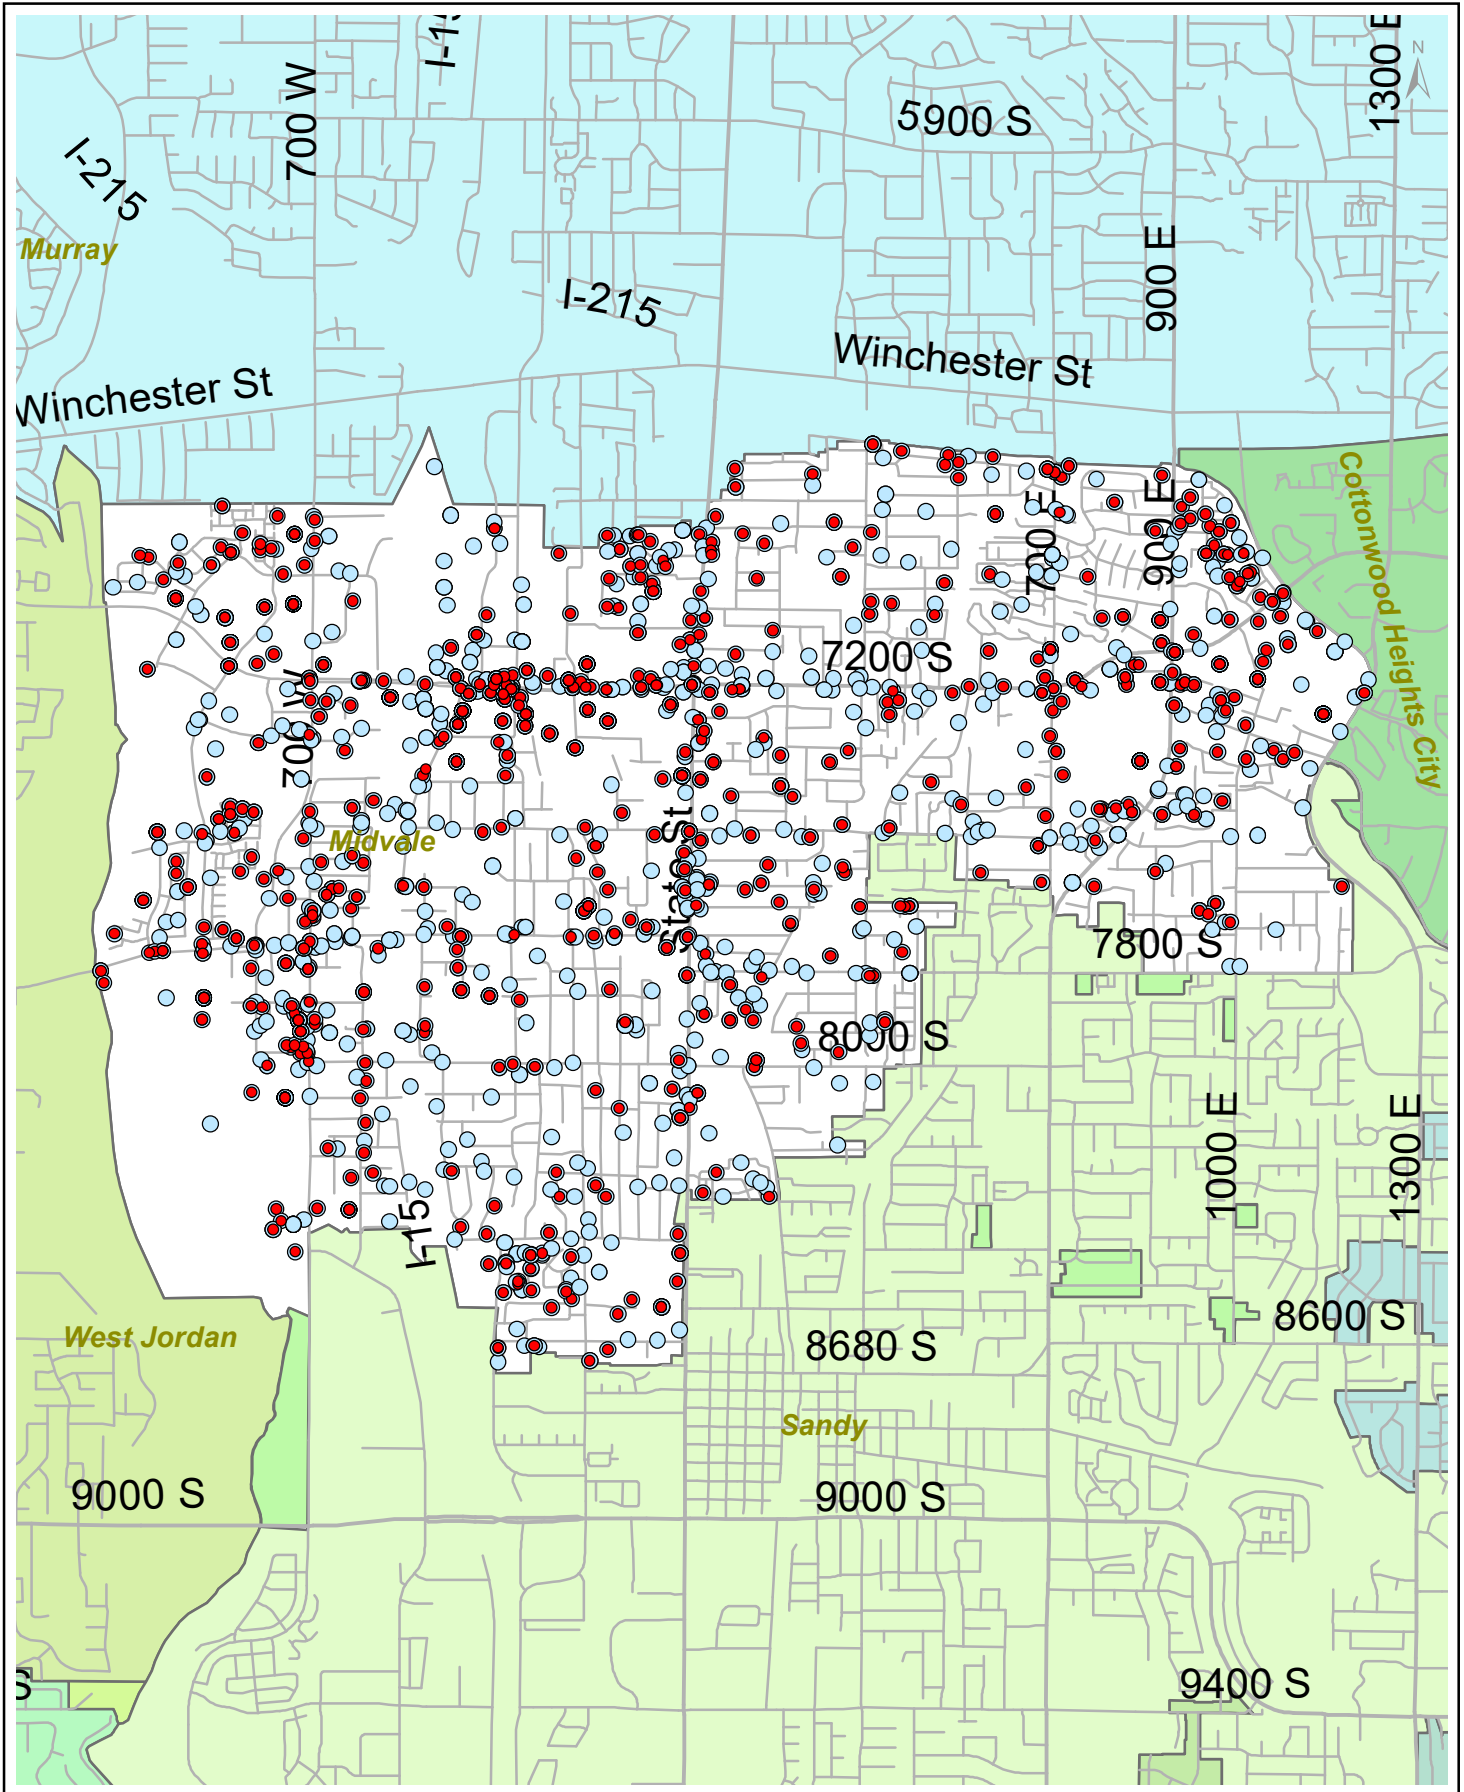 I-15
1300 E
N
700 W
5900 S
I-215
Murray
900 E
I-215
Winchester St
Winchester St
Cottonwood Heights City
700 E
900 E
7200 S
700 W
Midvale
State St
7800 S
8000 S
1000 E
1300 E
I-15
8600 S
West Jordan
8680 S
Sandy
9000 S
9000 S
9400 S
S